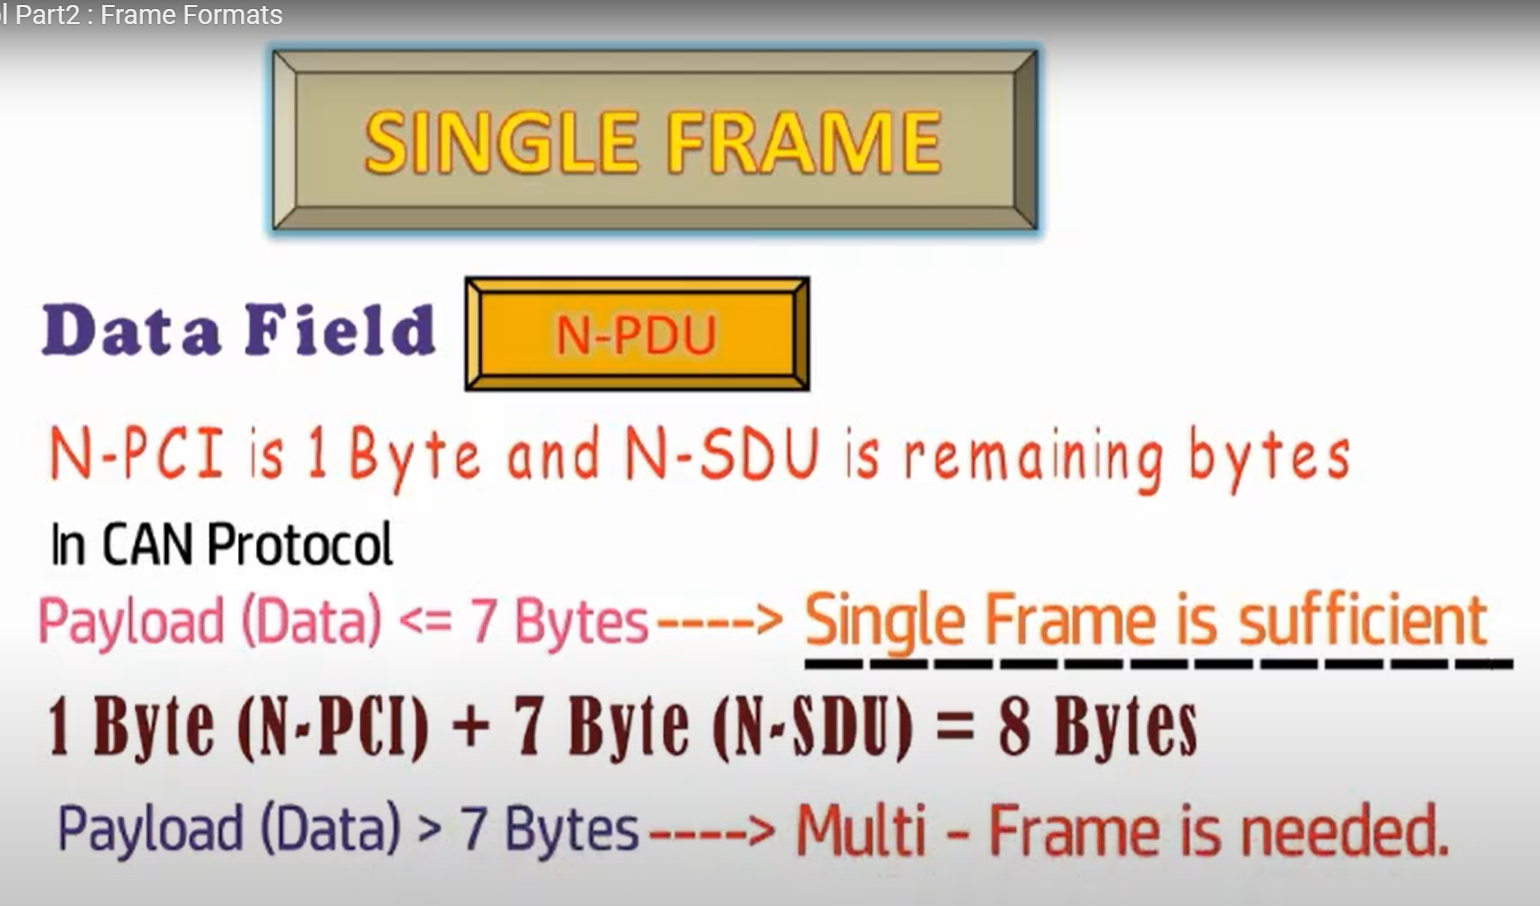 l Part2 : Frame Formats
SINGLE FRAME
Data Field N-PDU
N-PCI is 1 Byte and N-SDU is remaining bytes
In CAN Protocol
Payload (Data) <= 7 Bytes----> Single Frame is sufficient
1 Byte (N-PCI) + 7 Byte (N-SDU) = 8 Bytes
Payload (Data) > 7 Bytes----> Multi - Frame is needed.